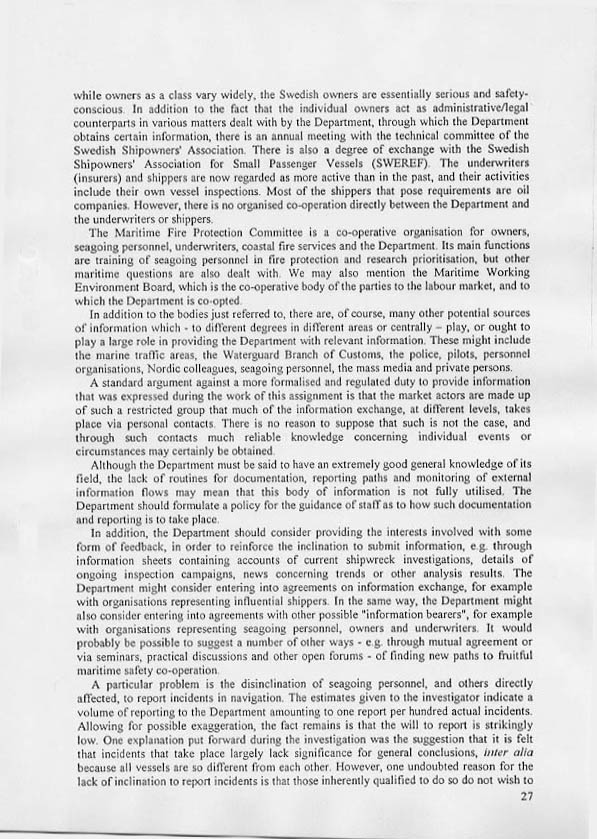 while owners as a class vary widely, the Swedish owners are essentially serious and safety-
conscious. In addition to the fact that the individual owners act as administrative/legal
counterparts in various matters dealt with by the Department, through which the Department
obtains certain information, there is an annual meeting with the technical committee of the
Swedish Shipowners' Association. There is also a degree of exchange with the Swedish
Shipowners' Association for Small Passenger Vessels (SWEREF). The underwriters
(insurers) and shippers are now regarded as more active than in the past, and their activities
include their own vessel inspections. Most of the shippers that pose requirements are oil
companies. However, there is no organised co-operation directly between the Department and
the underwriters or shippers.
The Maritime Fire Protection Committee is a co-operative organisation for owners,
seagoing personnel, underwriters, coastal fire services and the Department. Its main functions
are training of seagoing personnel in fire protection and research prioritisation, but other
maritime questions are also dealt with. We may also mention the Maritime Working
Environment Board, which is the co-operative body of the parties to the labour market, and to
which the Department is co-opted.
In addition to the bodies just referred to, there are, of course, many other potential sources
of information which - to different degrees in different areas or centrally – play, or ought to
play a large role in providing the Department with relevant information. These might include
the marine traffic areas, the Waterguard Branch of Customs, the police, pilots, personnel
organisations, Nordic colleagues, seagoing personnel, the mass media and private persons.
A standard argument against a more formalised and regulated duty to provide information
that was expressed during the work of this assignment is that the market actors are made up
of such a restricted group that much of the information exchange, at different levels, takes
place via personal contacts. There is no reason to suppose that such is not the case, and
through such contacts much reliable knowledge concerning individual events or
circumstances may certainly be obtained.
Although the Department must be said to have an extremely good general knowledge of its
field, the lack of routines for documentation, reporting paths and monitoring of external
information flows may mean that this body of information is not fully utilised. The
Department should formulate a policy for the guidance of staff as to how such documentation
and reporting is to take place.
In addition, the Department should consider providing the interests involved with some
form of feedback, in order to reinforce the inclination to submit information, e.g. through
information sheets containing accounts of current shipwreck investigations, details of
ongoing inspection campaigns, news concerning trends or other analysis results. The
Department might consider entering into agreements on information exchange, for example
with organisations representing influential shippers. In the same way, the Department might
also consider entering into agreements with other possible "information bearers", for example
with organisations representing seagoing personnel, owners and underwriters. It would
probably be possible to suggest a number of other ways - e.g. through mutual agreement or
via seminars, practical discussions and other open forums - of finding new paths to fruitful
maritime safety co-operation.
A particular problem is the disinclination of seagoing personnel, and others directly
affected, to report incidents in navigation. The estimates given to the investigator indicate a
volume of reporting to the Department amounting to one report per hundred actual incidents.
Allowing for possible exaggeration, the fact remains is that the will to report is strikingly
low. One explanation put forward during the investigation was the suggestion that it is felt
that incidents that take place largely lack significance for general conclusions, inter alia
because all vessels are so different from each other. However, one undoubted reason for the
lack of inclination to report incidents is that those inherently qualified to do so do not wish to
27